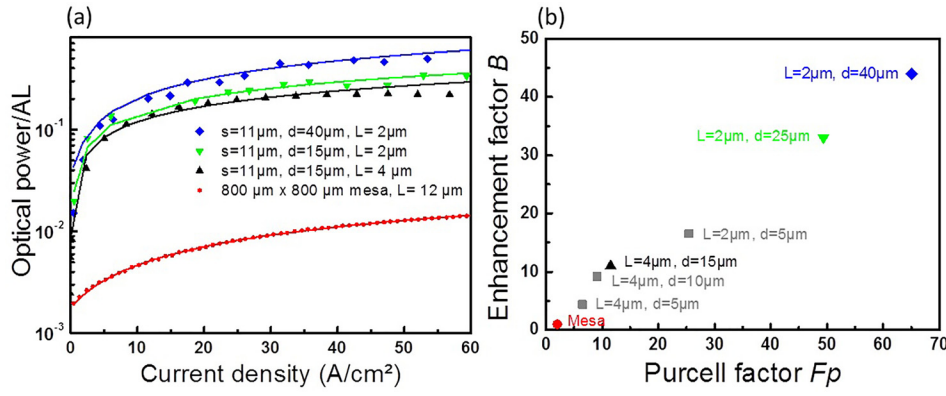 (a)
Optical power/AL
10⁻¹
10⁻²
10⁻³
s=11µm, d=40µm, L= 2µm
s=11µm, d=15µm, L= 2µm
s=11µm, d=15µm, L= 4 µm
800 µm x 800 µm mesa, L= 12 µm
0 10 20 30 40 50 60
Current density (A/cm²)
(b)
Enhancement factor B
50
40
30
20
10
0
L=2µm, d=40µm
L=2µm, d=25µm
L=2µm, d=5µm
L=4µm, d=15µm
L=4µm, d=10µm
L=4µm, d=5µm
Mesa
0 10 20 30 40 50 60 70
Purcell factor Fp